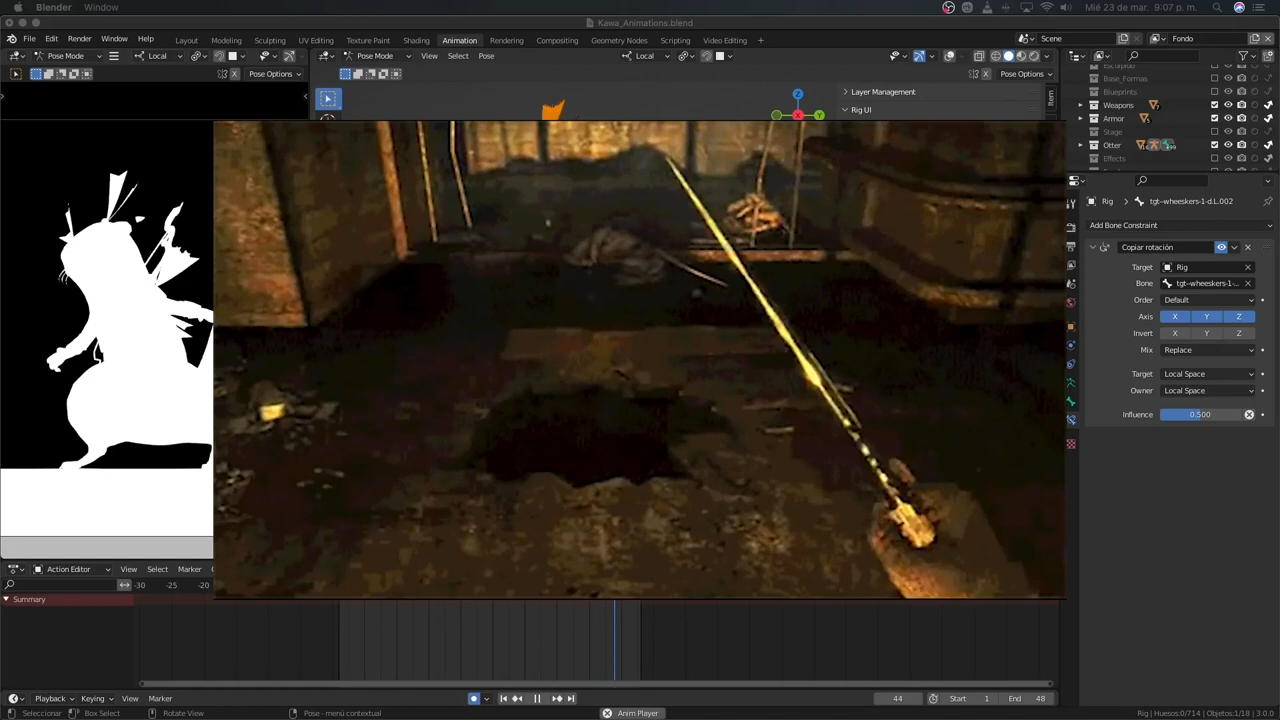 Blender Window Mié 23 de mar. 9:07 p. m.
Kawa_Animations.blend
File Edit Render Window Help Layout Modeling Sculpting UV Editing Texture Paint Shading Animation Rendering Compositing Geometry Nodes Scripting Video Editing + Scene Fondo
Pose Mode Local Pose Mode View Select Pose Local
Pose Options Pose Options
Layer Management
Rig UI
Item
Z
X
Y
Base_Formas
Blueprints
Weapons
Armor
Stage
Otter
Effects
Rig tgt-wheeskers-1-d.L.002
Add Bone Constraint
Copiar rotación
Target Rig
Bone tgt-wheeskers-1-...
Order Default
Axis X Y Z
Invert X Y Z
Mix Replace
Target Local Space
Owner Local Space
Influence 0.500
Action Editor View Select Marker
-30 -25 -20
Summary
Playback Keying View Marker 44 Start 1 End 48
Seleccionar Box Select Rotate View Pose - menú contextual Anim Player Rig | Huesos:0/714 | Objetos:1/18 | 3.0.0